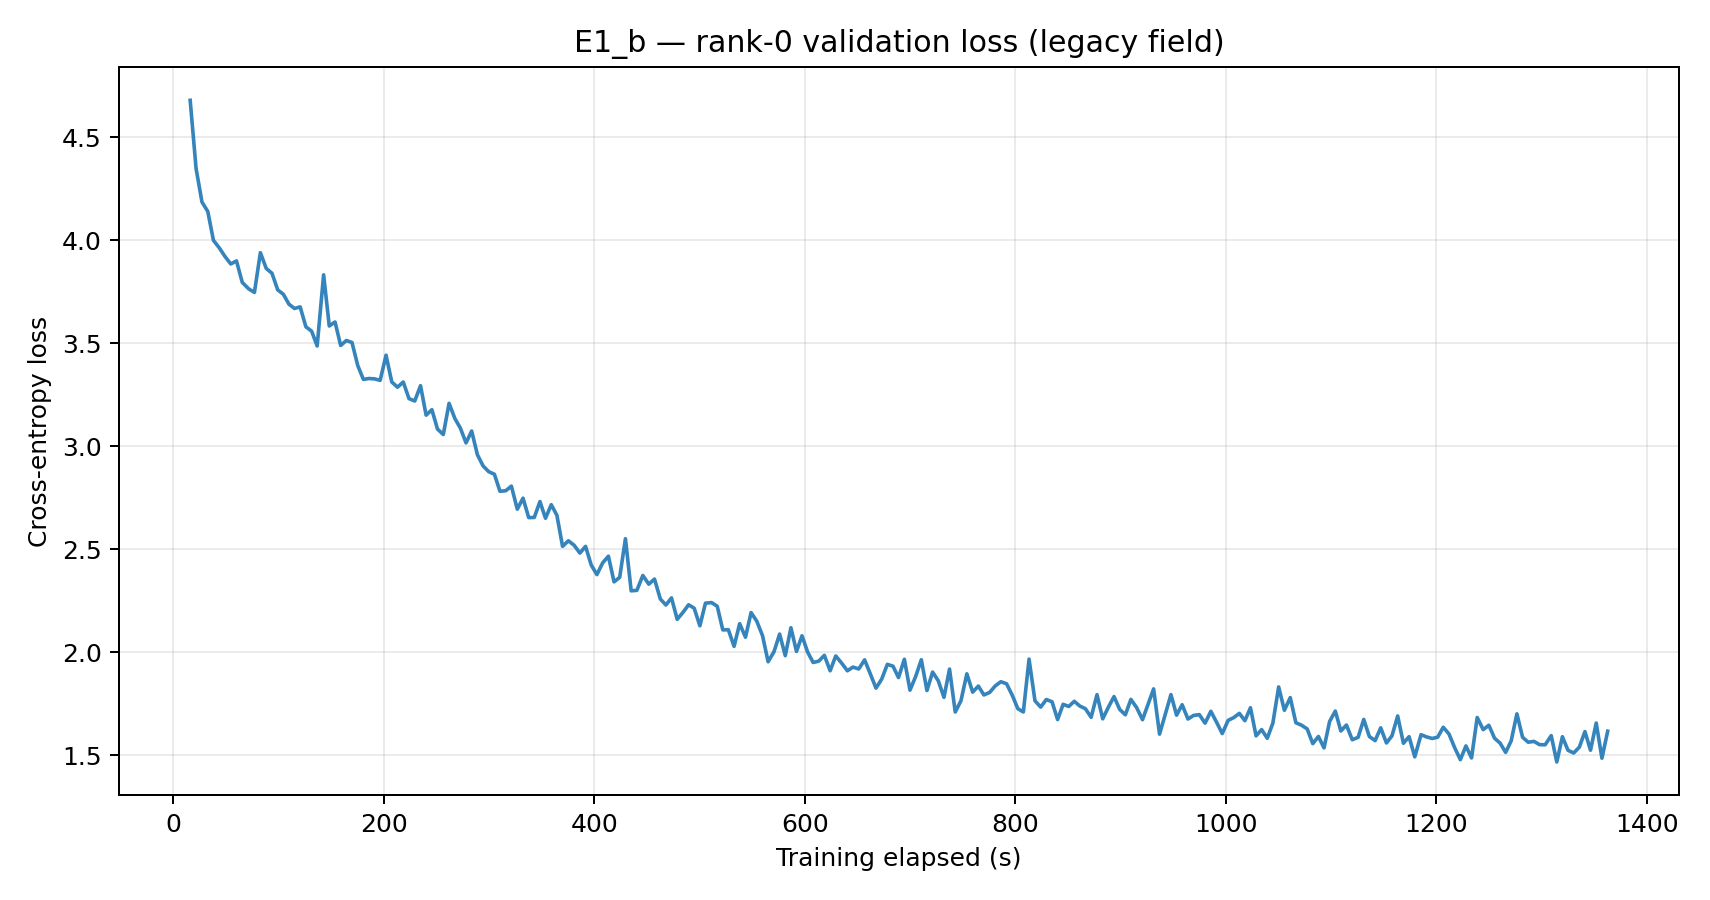 E1_b — rank-0 validation loss (legacy field)
Cross-entropy loss
4.5
4.0
3.5
3.0
2.5
2.0
1.5
0 200 400 600 800 1000 1200 1400
Training elapsed (s)